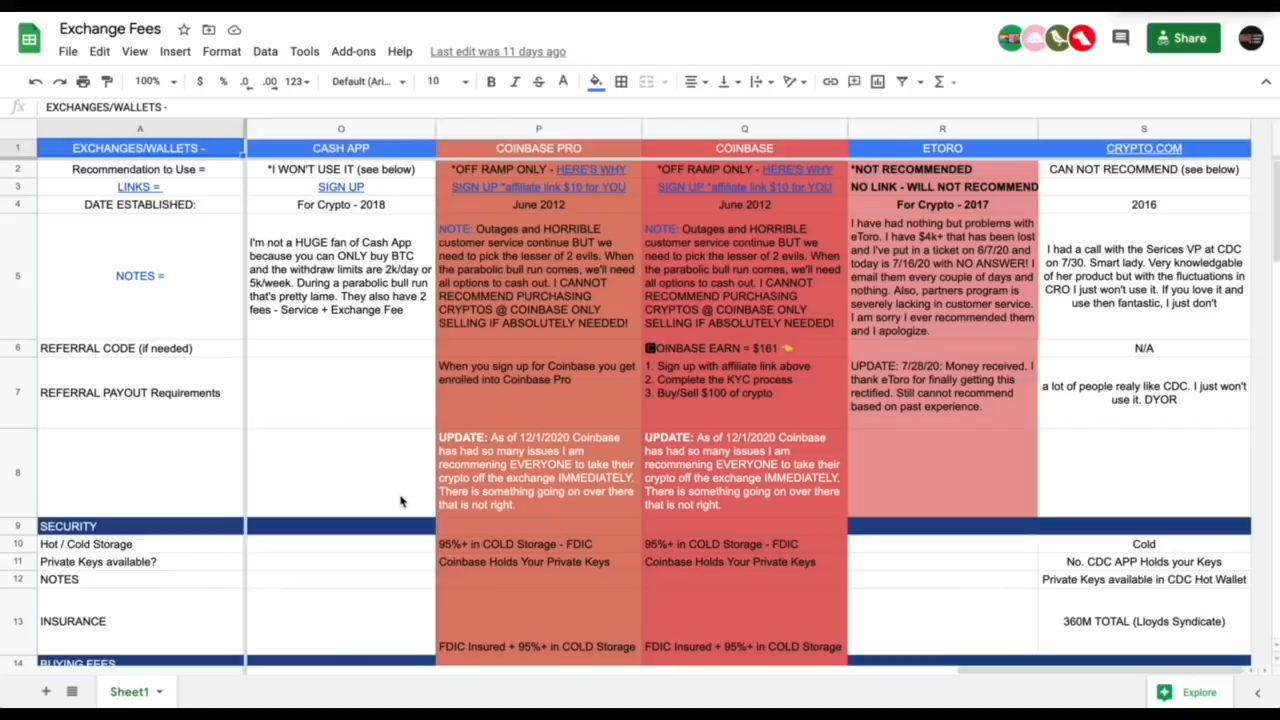 Exchange Fees
File Edit View Insert Format Data Tools Add-ons Help Last edit was 11 days ago
Share
100% $ % .0 .00 123 Default (Ari... 10 B I S A
fx EXCHANGES/WALLETS -
A O P Q R S
1 EXCHANGES/WALLETS - CASH APP COINBASE PRO COINBASE ETORO CRYPTO.COM
2 Recommendation to Use = *I WON'T USE IT (see below) *OFF RAMP ONLY - HERE'S WHY *OFF RAMP ONLY - HERE'S WHY *NOT RECOMMENDED CAN NOT RECOMMEND (see below)
3 LINKS = SIGN UP SIGN UP *affiliate link $10 for YOU SIGN UP *affiliate link $10 for YOU NO LINK - WILL NOT RECOMMEND
4 DATE ESTABLISHED: For Crypto - 2018 June 2012 June 2012 For Crypto - 2017 2016
5 NOTES =
I'm not a HUGE fan of Cash App
because you can ONLY buy BTC
and the withdraw limits are 2k/day or
5k/week. During a parabolic bull run
that's pretty lame. They also have 2
fees - Service + Exchange Fee
NOTE: Outages and HORRIBLE
customer service continue BUT we
need to pick the lesser of 2 evils. When
the parabolic bull run comes, we'll need
all options to cash out. I CANNOT
RECOMMEND PURCHASING
CRYPTOS @ COINBASE ONLY
SELLING IF ABSOLUTELY NEEDED!
NOTE: Outages and HORRIBLE
customer service continue BUT we
need to pick the lesser of 2 evils. When
the parabolic bull run comes, we'll need
all options to cash out. I CANNOT
RECOMMEND PURCHASING
CRYPTOS @ COINBASE ONLY
SELLING IF ABSOLUTELY NEEDED!
I have had nothing but problems with
eToro. I have $4k+ that has been lost
and I've put in a ticket on 6/7/20 and
today is 7/16/20 with NO ANSWER! I
email them every couple of days and
nothing. Also, partners program is
severely lacking in customer service.
I am sorry I ever recommended them
and I apologize.
I had a call with the Serices VP at CDC
on 7/30. Smart lady. Very knowledgable
of her product but with the fluctuations in
CRO I just won't use it. If you love it and
use then fantastic, I just don't
6 REFERRAL CODE (if needed) COINBASE EARN = $161 N/A
7 REFERRAL PAYOUT Requirements
When you sign up for Coinbase you get
enrolled into Coinbase Pro
1. Sign up with affiliate link above
2. Complete the KYC process
3. Buy/Sell $100 of crypto
UPDATE: 7/28/20: Money received. I
thank eToro for finally getting this
rectified. Still cannot recommend
based on past experience.
a lot of people realy like CDC. I just won't
use it. DYOR
8
UPDATE: As of 12/1/2020 Coinbase
has had so many issues I am
recommening EVERYONE to take their
crypto off the exchange IMMEDIATELY.
There is something going on over there
that is not right.
UPDATE: As of 12/1/2020 Coinbase
has had so many issues I am
recommening EVERYONE to take their
crypto off the exchange IMMEDIATELY.
There is something going on over there
that is not right.
9 SECURITY
10 Hot / Cold Storage 95%+ in COLD Storage - FDIC 95%+ in COLD Storage - FDIC Cold
11 Private Keys available? Coinbase Holds Your Private Keys Coinbase Holds Your Private Keys No. CDC APP Holds your Keys
12 NOTES Private Keys available in CDC Hot Wallet
13 INSURANCE FDIC Insured + 95%+ in COLD Storage FDIC Insured + 95%+ in COLD Storage 360M TOTAL (Lloyds Syndicate)
14 BUYING FEES
Sheet1 Explore